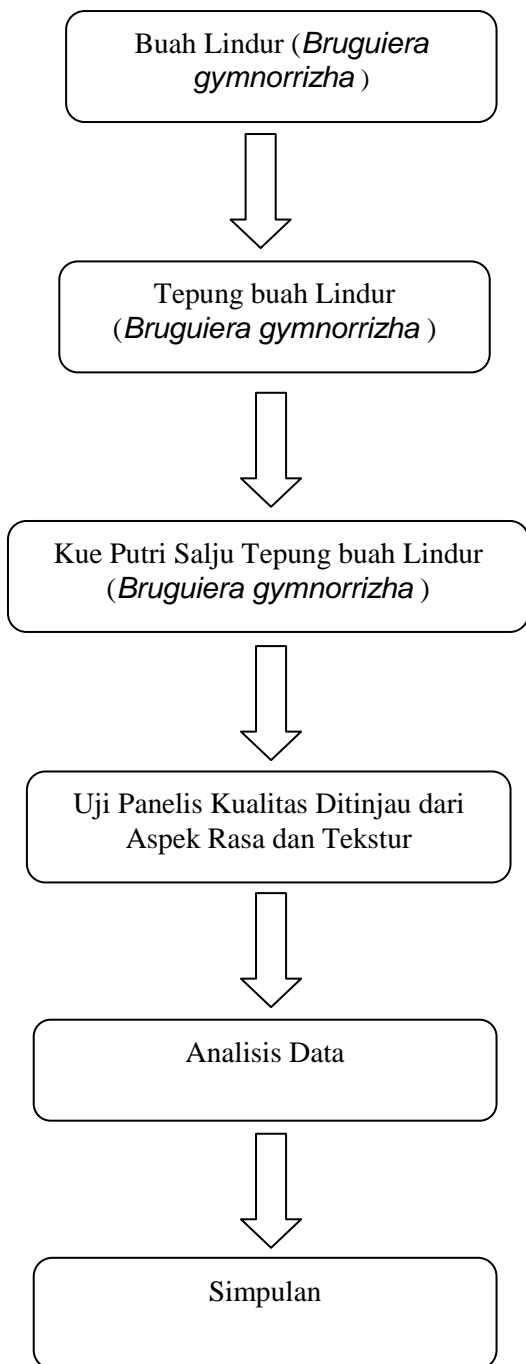 Buah Lindur (Bruguiera
gymnorrizha )
Tepung buah Lindur
(Bruguiera gymnorrizha )
Kue Putri Salju Tepung buah Lindur
(Bruguiera gymnorrizha )
Uji Panelis Kualitas Ditinjau dari
Aspek Rasa dan Tekstur
Analisis Data
Simpulan